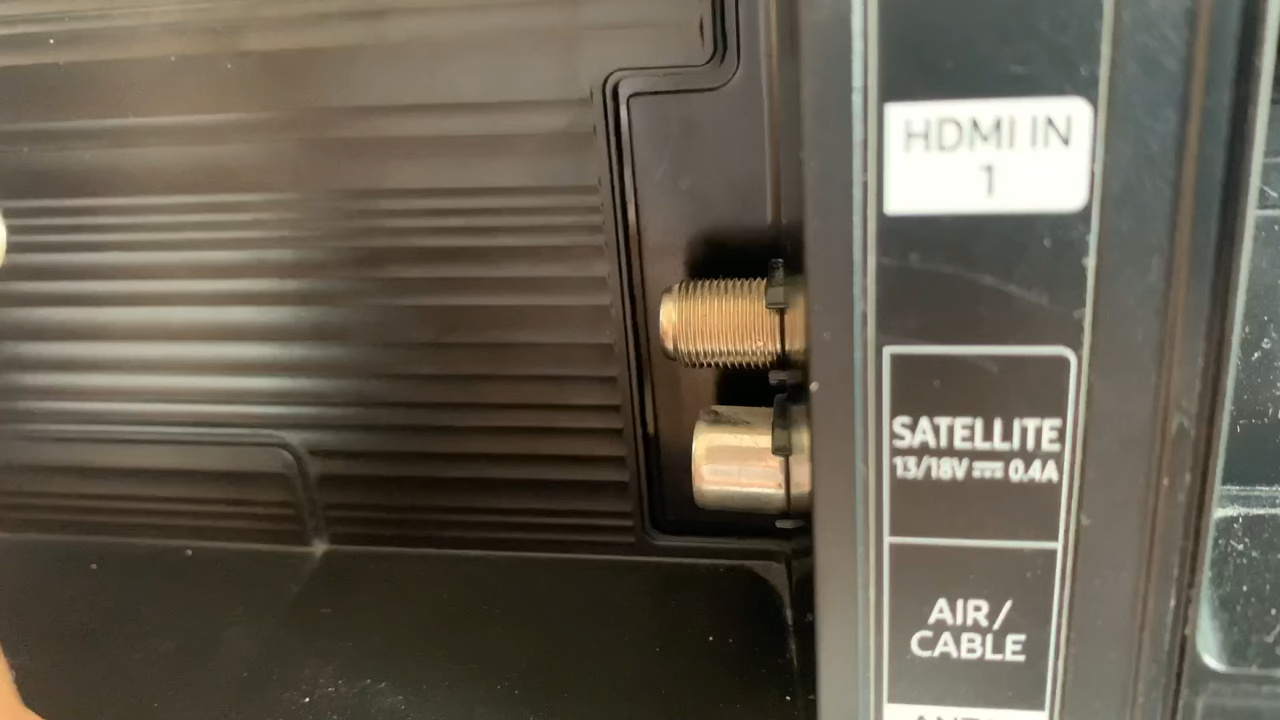 HDMI IN
1
SATELLITE
13/18V ⎓ 0.4A
AIR/
CABLE